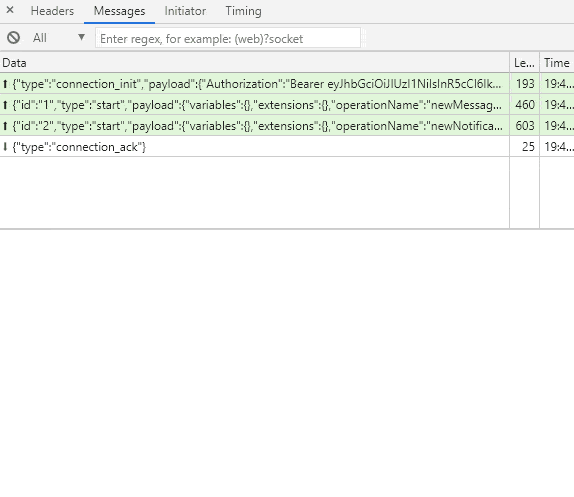 × Headers Messages Initiator Timing
All ▼ Enter regex, for example: (web)?socket
Data Le... Time
⬆ {"type":"connection_init","payload":{"Authorization":"Bearer eyJhbGciOiJIUzI1NiIsInR5cCI6Ik... 193 19:4...
⬆ {"id":"1","type":"start","payload":{"variables":{},"extensions":{},"operationName":"newMessag... 460 19:4...
⬆ {"id":"2","type":"start","payload":{"variables":{},"extensions":{},"operationName":"newNotifica... 603 19:4...
⬇ {"type":"connection_ack"} 25 19:4...